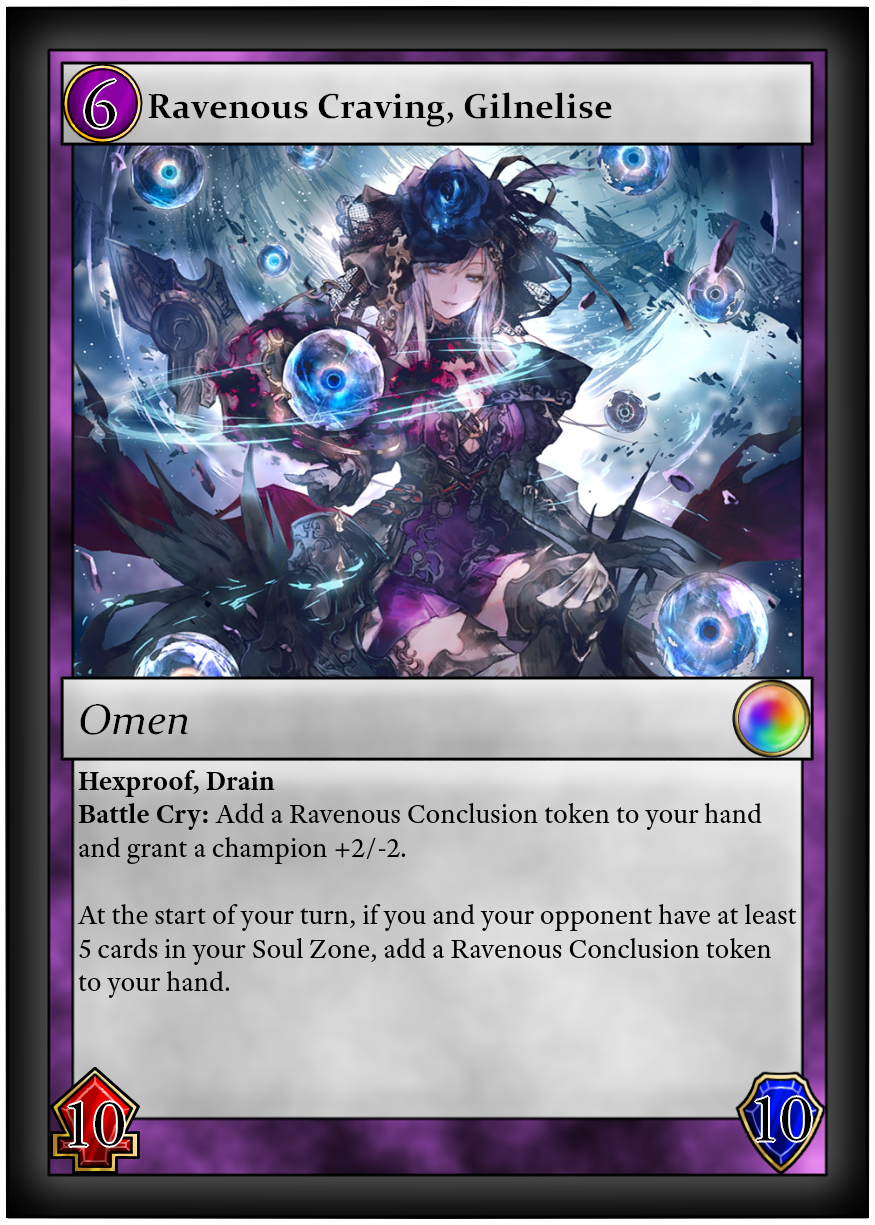 6
Ravenous Craving, Gilnelise
Omen
Hexproof, Drain
Battle Cry: Add a Ravenous Conclusion token to your hand
and grant a champion +2/-2.
At the start of your turn, if you and your opponent have at least
5 cards in your Soul Zone, add a Ravenous Conclusion token
to your hand.
10
10